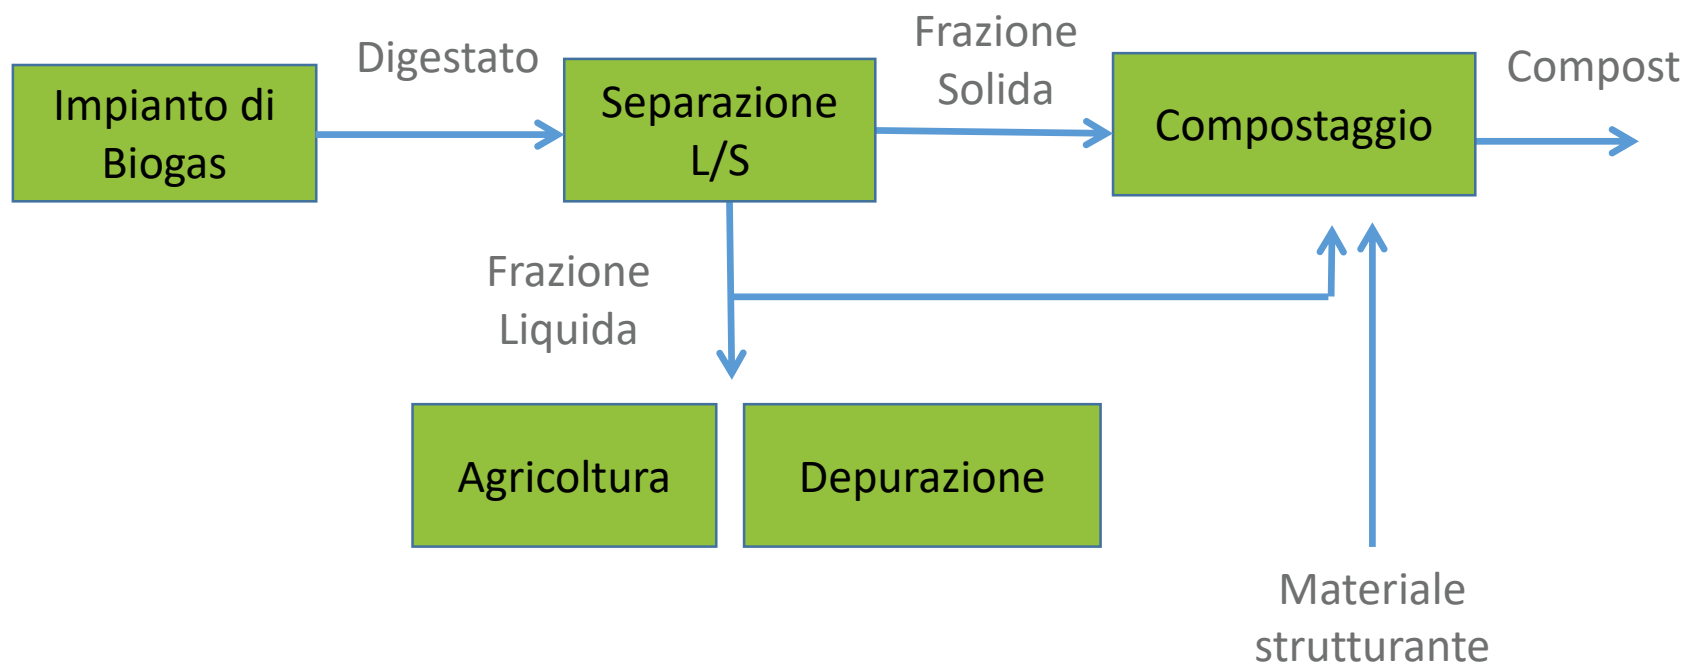 Impianto di
Biogas
Digestato
Separazione
L/S
Frazione
Solida
Compostaggio
Compost
Frazione
Liquida
Agricoltura
Depurazione
Materiale
strutturante